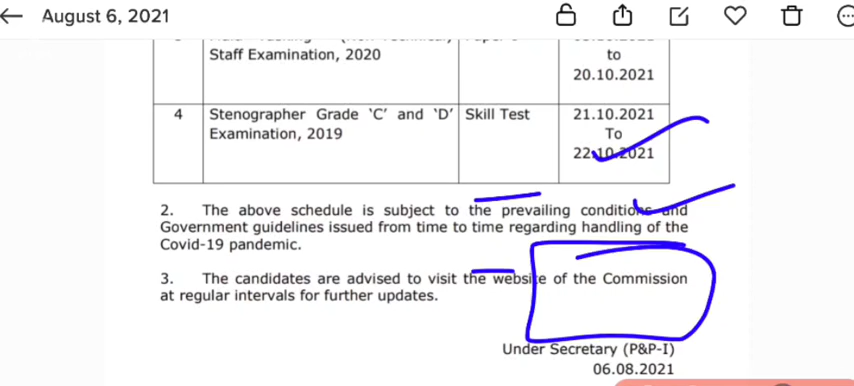 August 6, 2021
Staff Examination, 2020
to
20.10.2021
4 Stenographer Grade ‘C’ and ‘D’ Skill Test 21.10.2021
Examination, 2019 To
22.10.2021
2. The above schedule is subject to the prevailing conditions and
Government guidelines issued from time to time regarding handling of the
Covid-19 pandemic.
3. The candidates are advised to visit the website of the Commission
at regular intervals for further updates.
Under Secretary (P&P-I)
06.08.2021